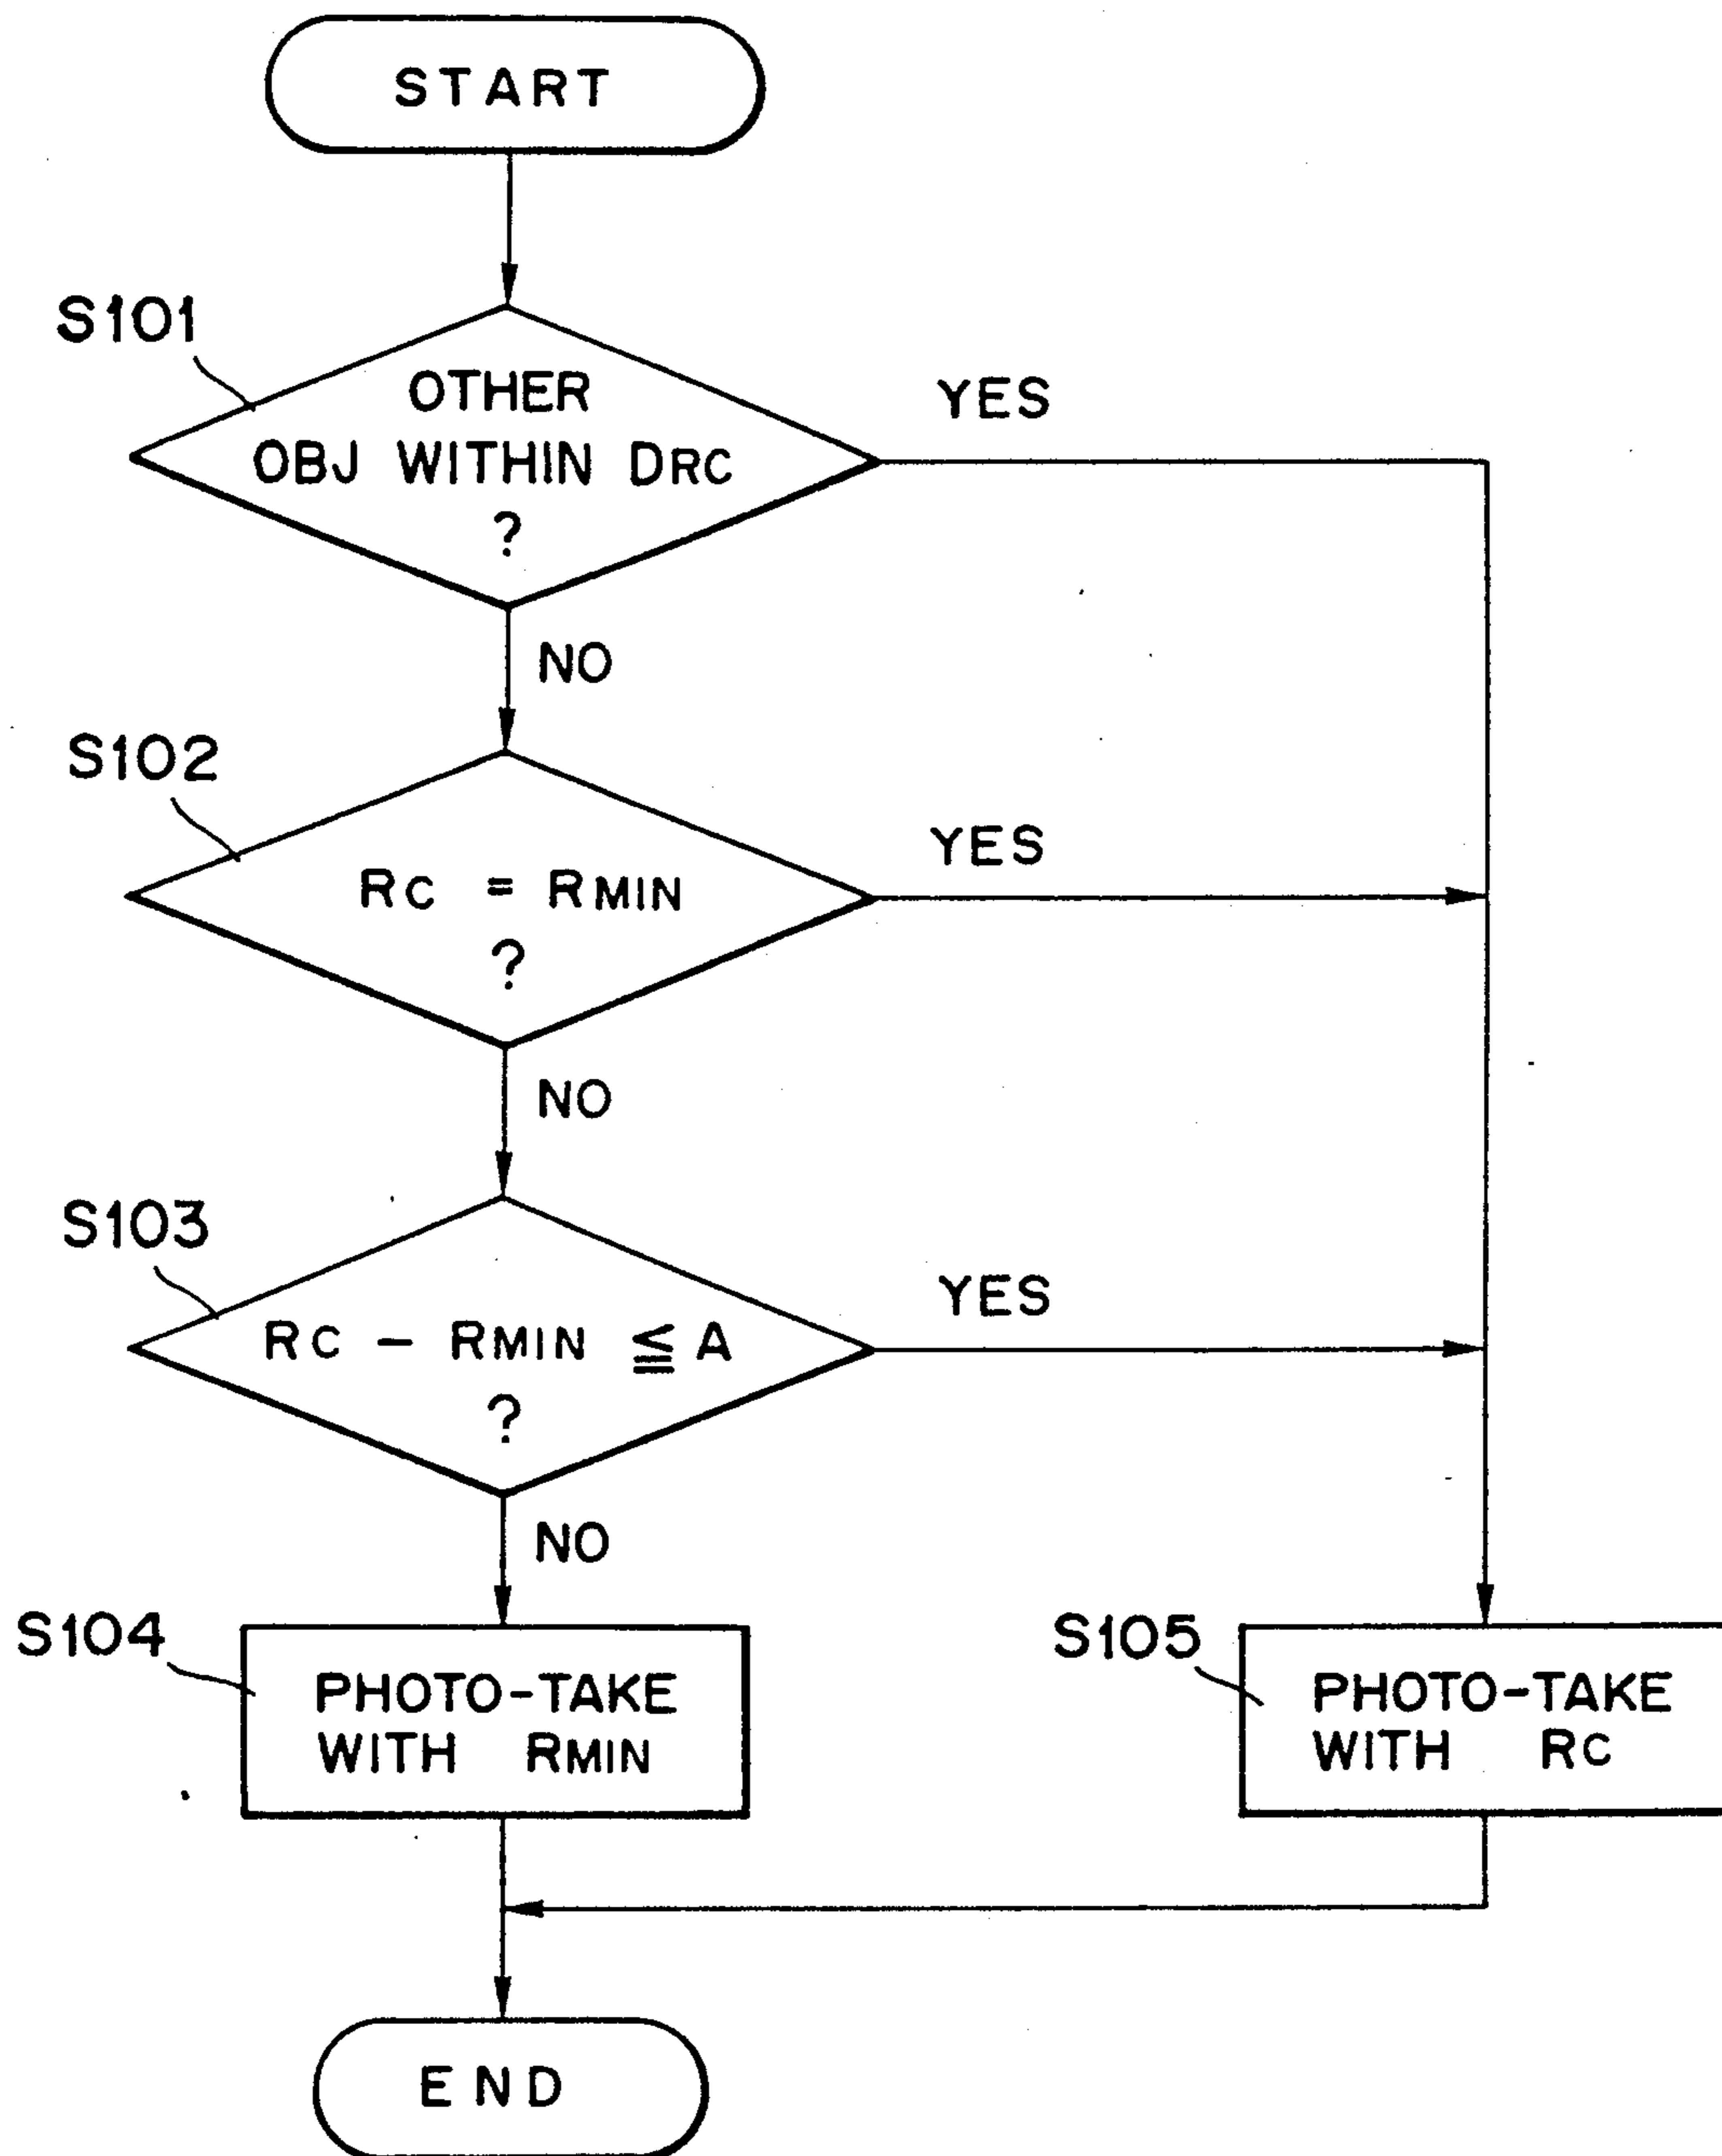 START
S101
OTHER
OBJ WITHIN DRC
?
YES
NO
S102
RC = RMIN
?
YES
NO
S103
RC - RMIN ≦ A
?
YES
NO
S104
PHOTO-TAKE
WITH RMIN
S105
PHOTO-TAKE
WITH RC
END